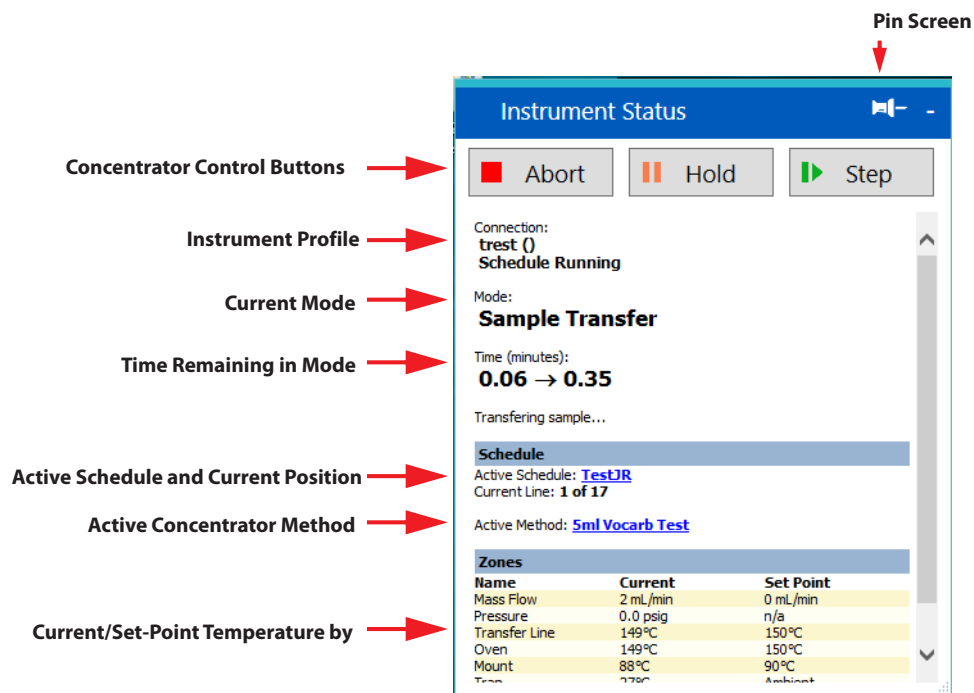 Pin Screen
Instrument Status
Concentrator Control Buttons
Abort Hold Step
Instrument Profile
Connection:
trest ()
Schedule Running
Current Mode
Mode:
Sample Transfer
Time Remaining in Mode
Time (minutes):
0.06 → 0.35
Transfering sample...
Schedule
Active Schedule and Current Position
Active Schedule: TestJR
Current Line: 1 of 17
Active Concentrator Method
Active Method: 5ml Vocarb Test
Zones
Name Current Set Point
Mass Flow 2 mL/min 0 mL/min
Pressure 0.0 psig n/a
Current/Set-Point Temperature by
Transfer Line 149°C 150°C
Oven 149°C 150°C
Mount 88°C 90°C
Trap 27°C Ambient